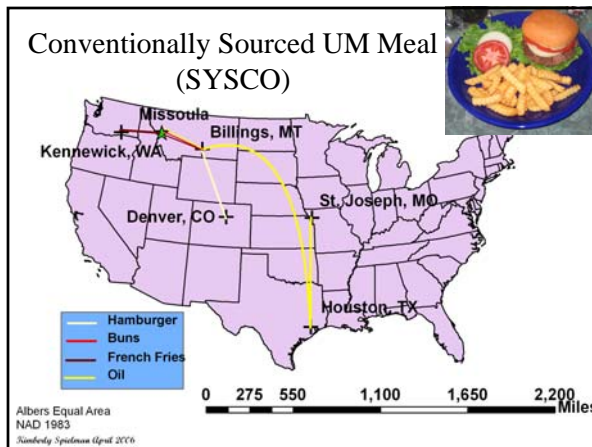 Conventionally Sourced UM Meal
(SYSCO)
Missoula
Billings, MT
Kennewick, WA
Denver, CO
St. Joseph, MO
Houston, TX
Hamburger
Buns
French Fries
Oil
0 275 550 1,100 1,650 2,200
Miles
Albers Equal Area
NAD 1983
Kimberly Spielman April 2006